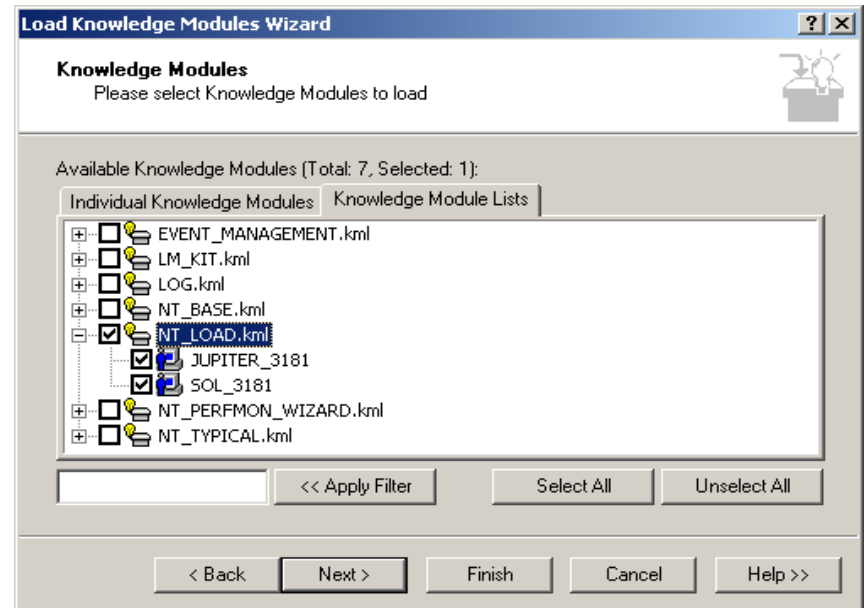 Load Knowledge Modules Wizard
Knowledge Modules
Please select Knowledge Modules to load
Available Knowledge Modules (Total: 7, Selected: 1):
Individual Knowledge Modules Knowledge Module Lists
EVENT_MANAGEMENT.kml
LM_KIT.kml
LOG.kml
NT_BASE.kml
NT_LOAD.kml
JUPITER_3181
SOL_3181
NT_PERFMON_WIZARD.kml
NT_TYPICAL.kml
<< Apply Filter Select All Unselect All
< Back Next > Finish Cancel Help >>